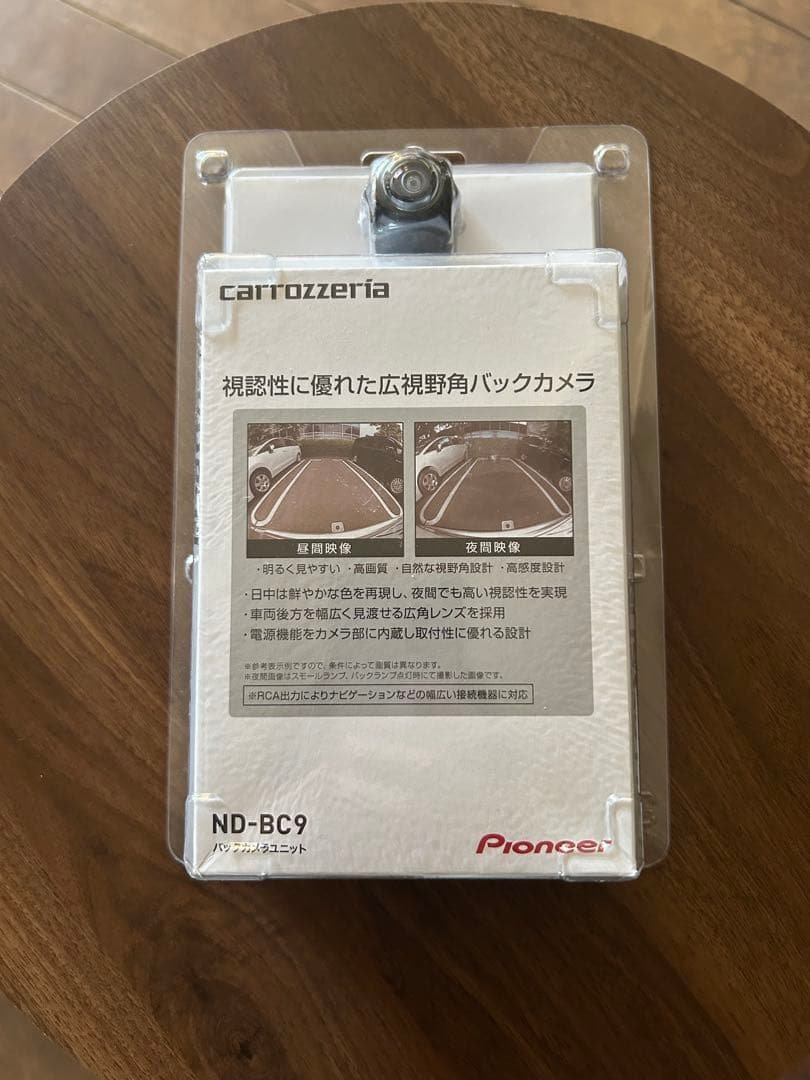 carrozzeria
視認性に優れた広視野角バックカメラ
昼間映像
夜間映像
・明るく見やすい ・高画質 ・自然な視野角設計 ・高感度設計
・日中は鮮やかな色を再現し、夜間でも高い視認性を実現
・車両後方を幅広く見渡せる広角レンズを採用
・電源機能をカメラ部に内蔵し取付性に優れる設計
※参考表示例ですので、条件によって画質は異なります。
※夜間画像はスモールランプ、バックランプ点灯時にて撮影した画像です。
※RCA出力によりナビゲーションなどの幅広い接続機器に対応
ND-BC9
バックカメラユニット
Pioneer